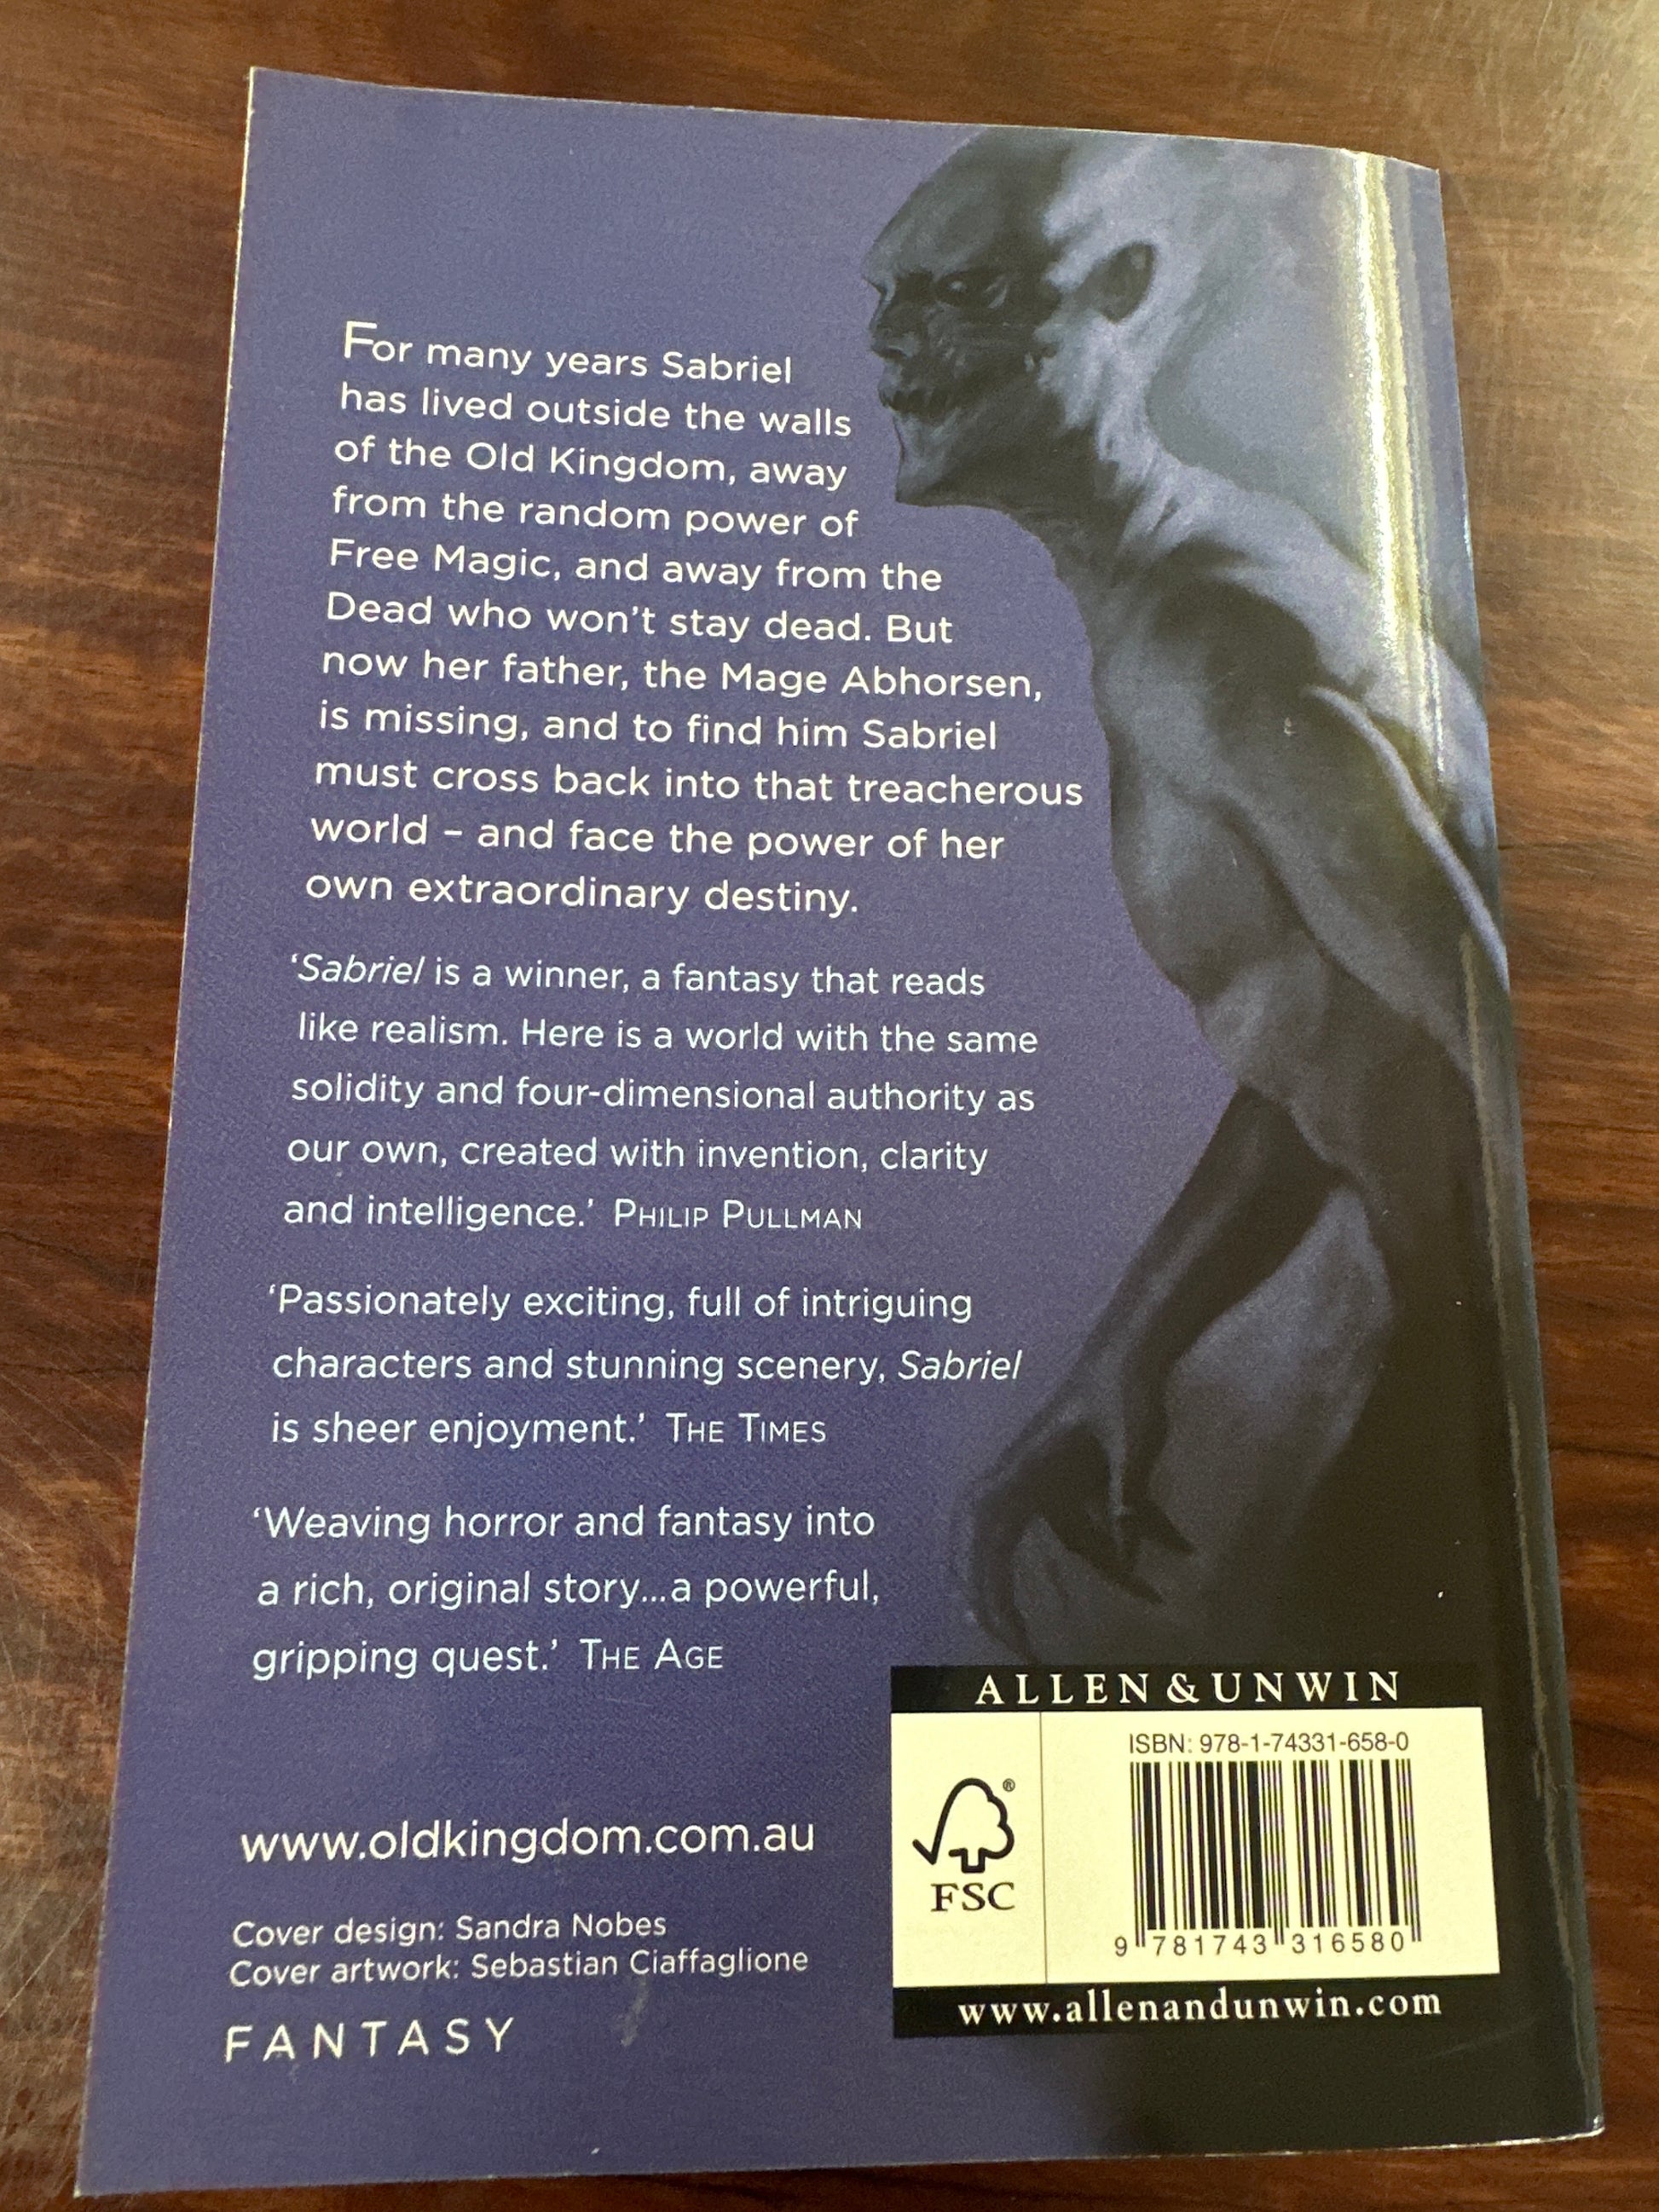 For many years Sabriel
has lived outside the walls
of the Old Kingdom, away
from the random power of
Free Magic, and away from the
Dead who won't stay dead. But
now her father, the Mage Abhorsen,
is missing, and to find him Sabriel
must cross back into that treacherous
world – and face the power of her
own extraordinary destiny.
‘Sabriel is a winner, a fantasy that reads
like realism. Here is a world with the same
solidity and four-dimensional authority as
our own, created with invention, clarity
and intelligence.’ PHILIP PULLMAN
‘Passionately exciting, full of intriguing
characters and stunning scenery, Sabriel
is sheer enjoyment.’ THE TIMES
‘Weaving horror and fantasy into
a rich, original story...a powerful,
gripping quest.’ THE AGE
www.oldkingdom.com.au
Cover design: Sandra Nobes
Cover artwork: Sebastian Ciaffaglione
FANTASY
ALLEN & UNWIN
ISBN: 978-1-74331-658-0
®
FSC
9 781743 316580
www.allenandunwin.com